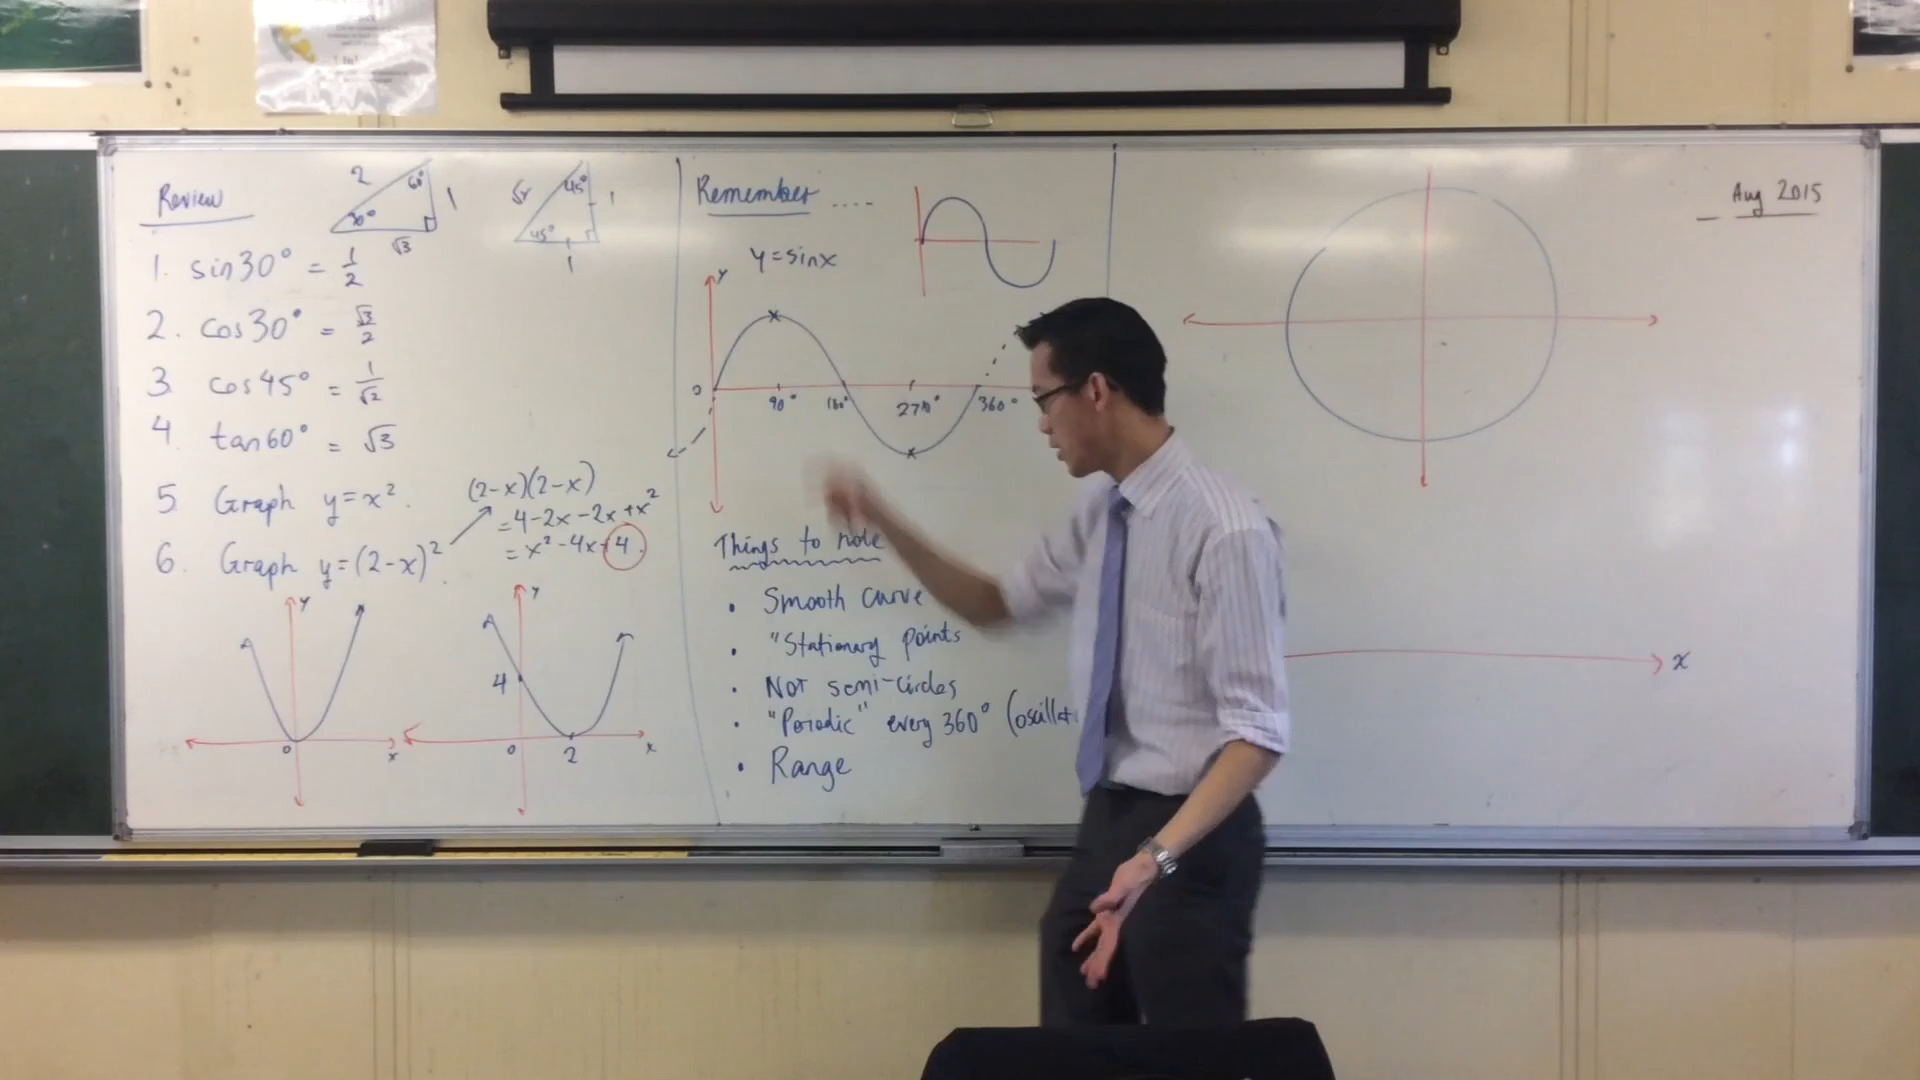 Review
2
60°
1
30°
√3
45°
1
45°
1
1. sin30° = 1/2
2. cos30° = √3/2
3. cos45° = 1/√2
4. tan60° = √3
5. Graph y=x².
6. Graph y=(2-x)².
(2-x)(2-x)
= 4-2x-2x+x²
= x²-4x+4.
y
0
x
y
4
0
2
x
Remember ....
y=sinx
y
0
90°
180°
270°
360°
Things to note
• Smooth curve
• "Stationary points
• Not semi-circles
• "Periodic" every 360° (oscillat
• Range
Aug 2015
x